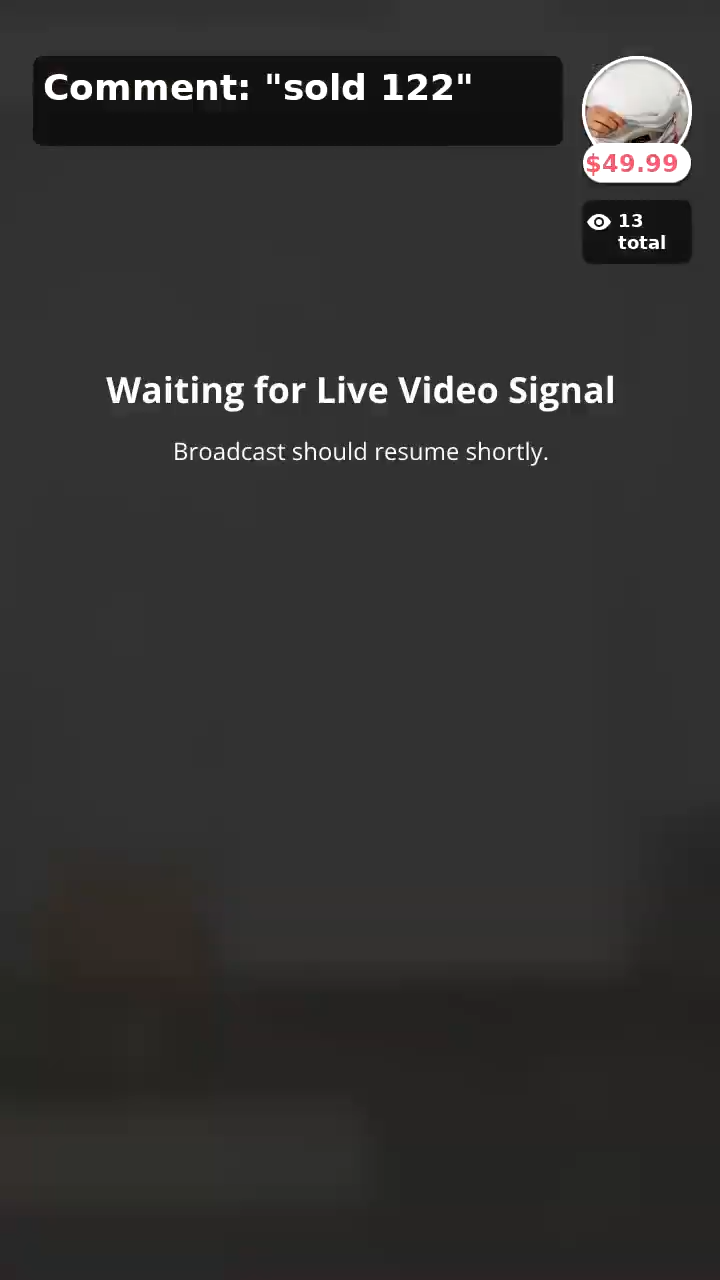 Comment: "sold 122"
$49.99
13
total
Waiting for Live Video Signal
Broadcast should resume shortly.